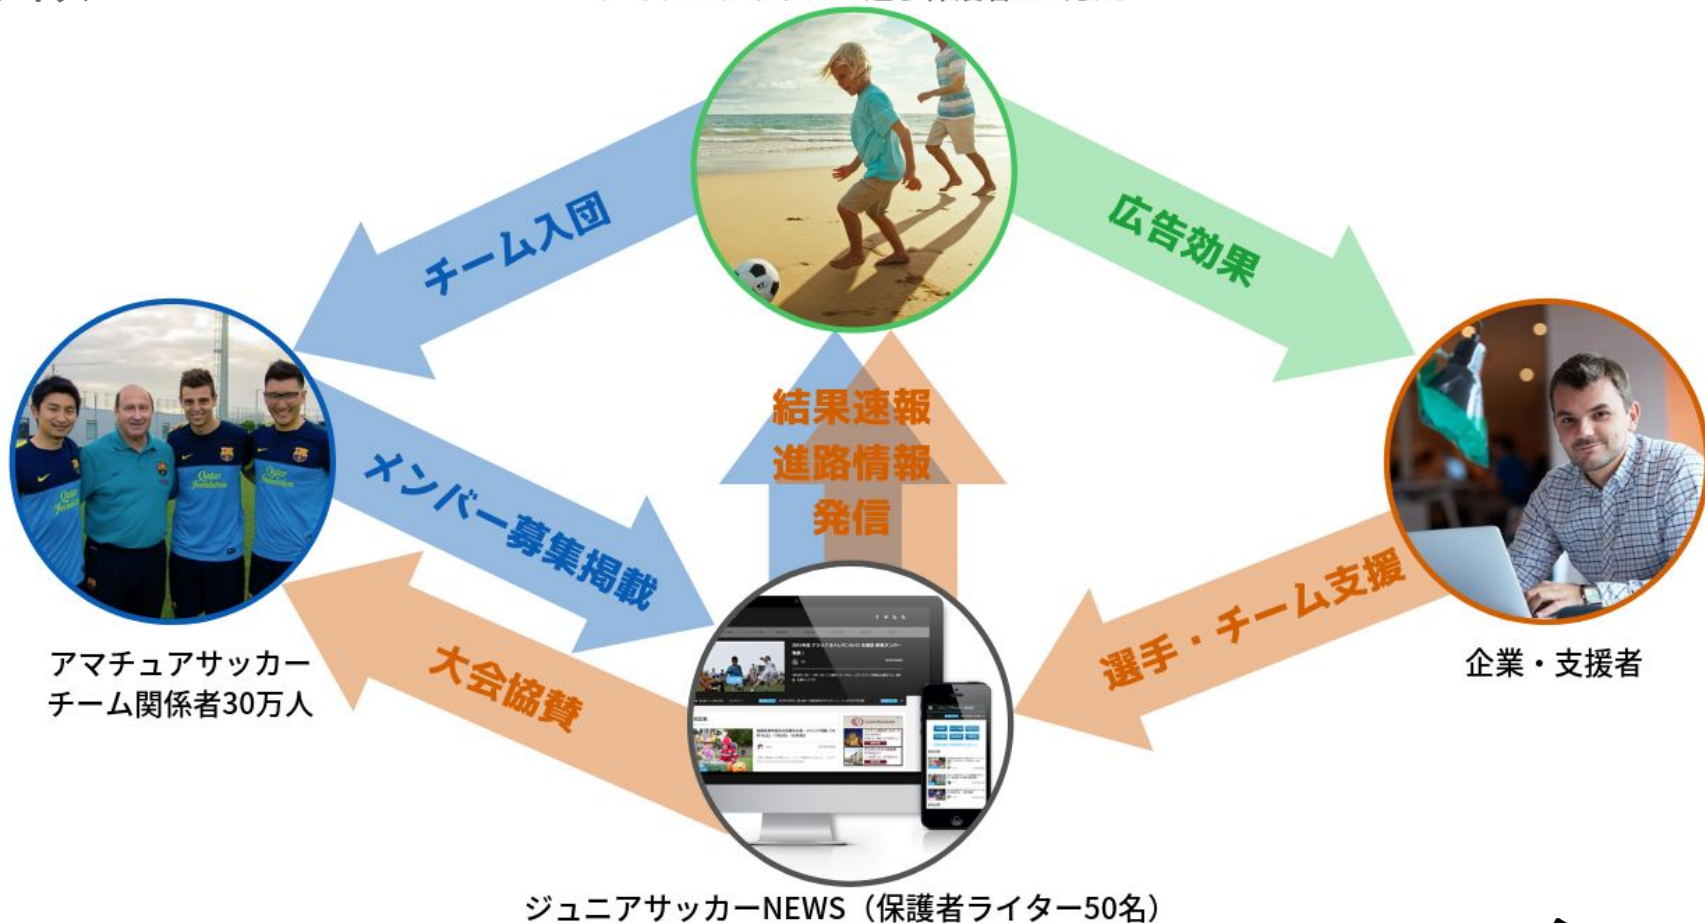 チーム入団
広告効果
結果速報
進路情報
発信
メンバー募集掲載
大会協賛
選手・チーム支援
アマチュアサッカー
チーム関係者30万人
企業・支援者
Qatar
Foundation
Qatar
Foundation
ジュニアサッカーNEWS（保護者ライター50名）